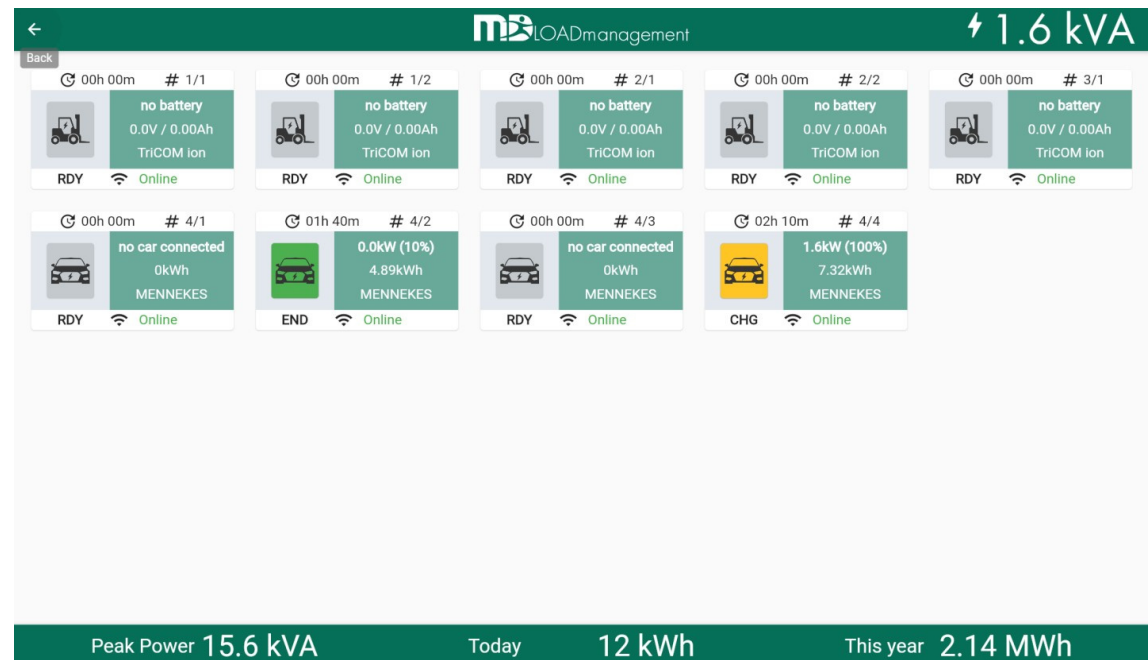 MD LOADmanagement
1.6 kVA
Back
00h 00m # 1/1
no battery
0.0V / 0.00Ah
TriCOM ion
RDY Online
00h 00m # 1/2
no battery
0.0V / 0.00Ah
TriCOM ion
RDY Online
00h 00m # 2/1
no battery
0.0V / 0.00Ah
TriCOM ion
RDY Online
00h 00m # 2/2
no battery
0.0V / 0.00Ah
TriCOM ion
RDY Online
00h 00m # 3/1
no battery
0.0V / 0.00Ah
TriCOM ion
RDY Online
00h 00m # 4/1
no car connected
0kWh
MENNEKES
RDY Online
01h 40m # 4/2
0.0kW (10%)
4.89kWh
MENNEKES
END Online
00h 00m # 4/3
no car connected
0kWh
MENNEKES
RDY Online
02h 10m # 4/4
1.6kW (100%)
7.32kWh
MENNEKES
CHG Online
Peak Power 15.6 kVA
Today 12 kWh
This year 2.14 MWh